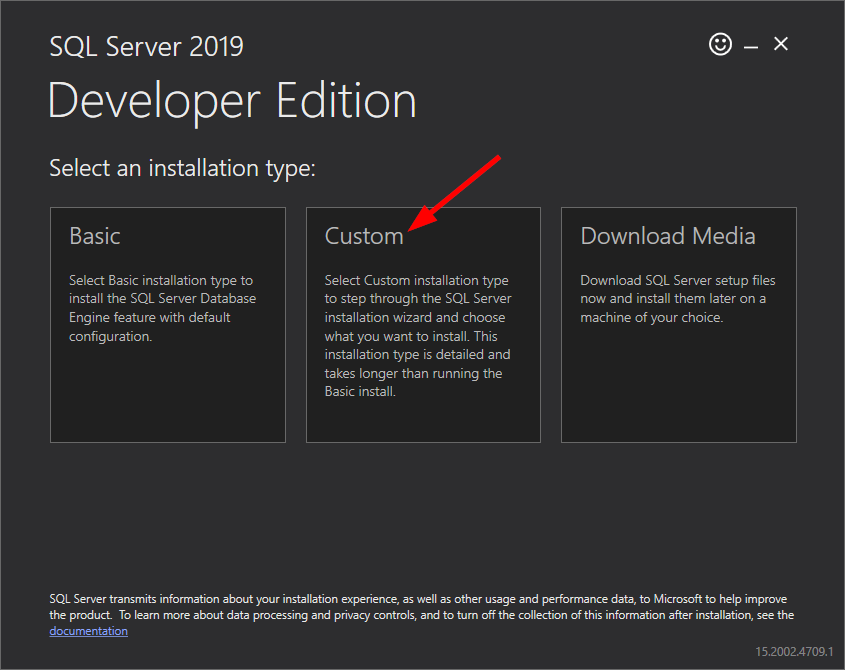 SQL Server 2019
Developer Edition
Select an installation type:
Basic
Select Basic installation type to
install the SQL Server Database
Engine feature with default
configuration.
Custom
Select Custom installation type
to step through the SQL Server
installation wizard and choose
what you want to install. This
installation type is detailed and
takes longer than running the
Basic install.
Download Media
Download SQL Server setup files
now and install them later on a
machine of your choice.
SQL Server transmits information about your installation experience, as well as other usage and performance data, to Microsoft to help improve
the product.  To learn more about data processing and privacy controls, and to turn off the collection of this information after installation, see the
documentation
15.2002.4709.1